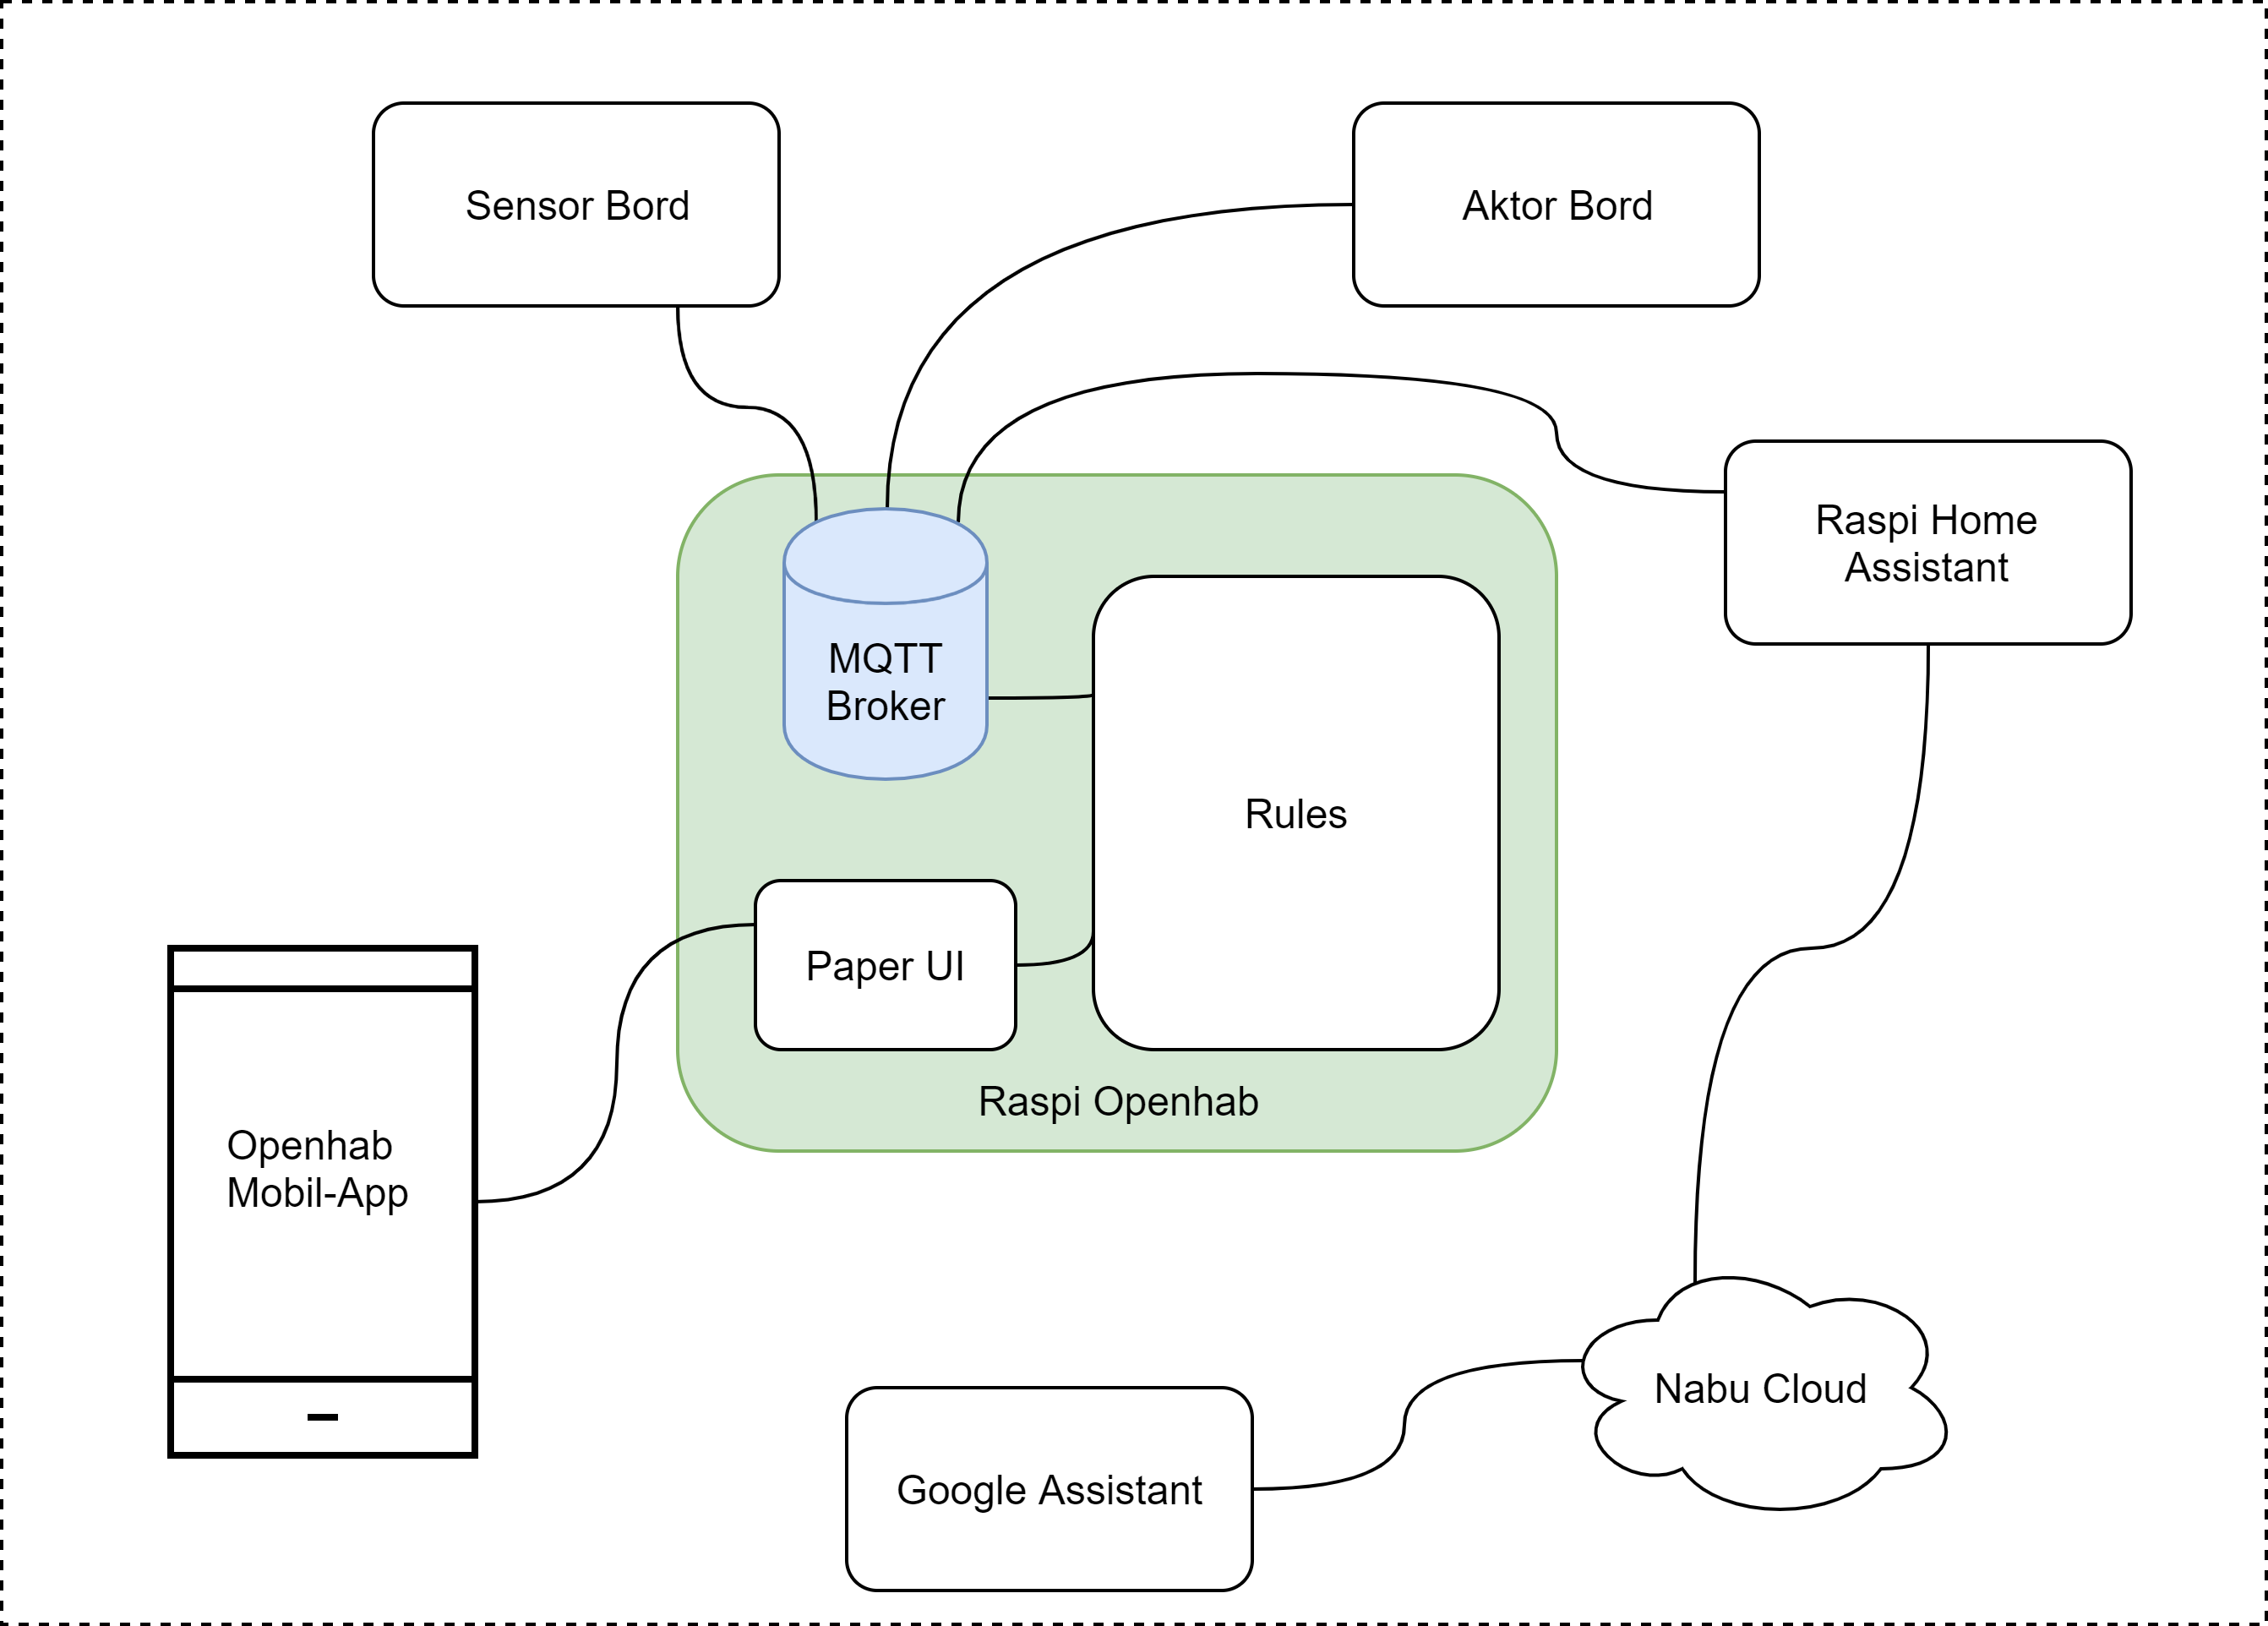 Sensor Bord
Aktor Bord
Raspi Home
Assistant
MQTT
Broker
Rules
Paper UI
Raspi Openhab
Openhab
Mobil-App
Nabu Cloud
Google Assistant